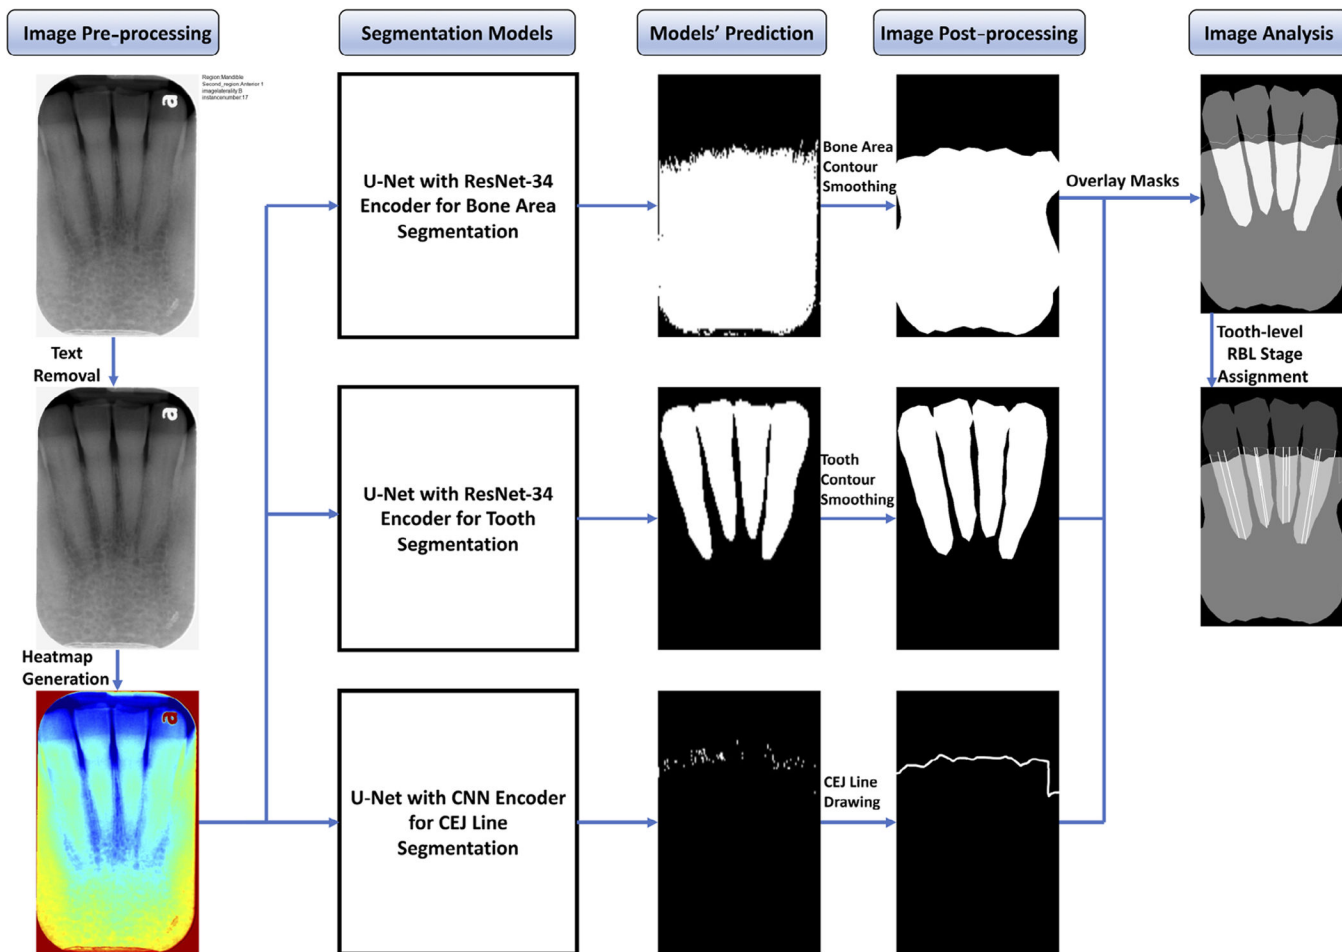 Image Pre-processing
Segmentation Models
Models' Prediction
Image Post-processing
Image Analysis
Region:Mandible
Second_region:Anterior 1
imagelaterality:B
instancenumber:17
a
Text
Removal
a
Heatmap
Generation
a
U-Net with ResNet-34
Encoder for Bone Area
Segmentation
Bone Area
Contour
Smoothing
U-Net with ResNet-34
Encoder for Tooth
Segmentation
Tooth
Contour
Smoothing
U-Net with CNN Encoder
for CEJ Line
Segmentation
CEJ Line
Drawing
Overlay Masks
Tooth-level
RBL Stage
Assignment